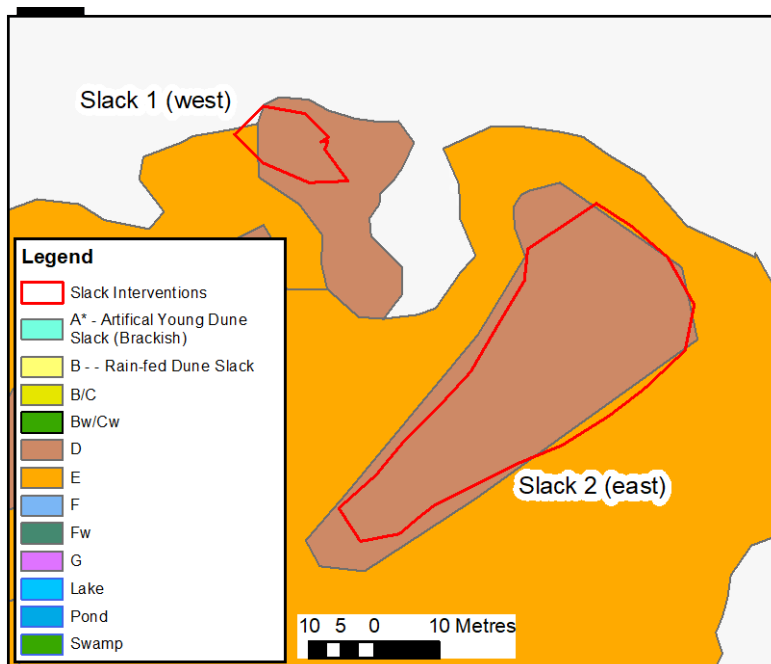 Slack 1 (west)
Legend
Slack Interventions
A* - Artifical Young Dune
Slack (Brackish)
B - - Rain-fed Dune Slack
B/C
Bw/Cw
D
E
F
Fw
G
Lake
Pond
Swamp
Slack 2 (east)
10 5 0 10 Metres